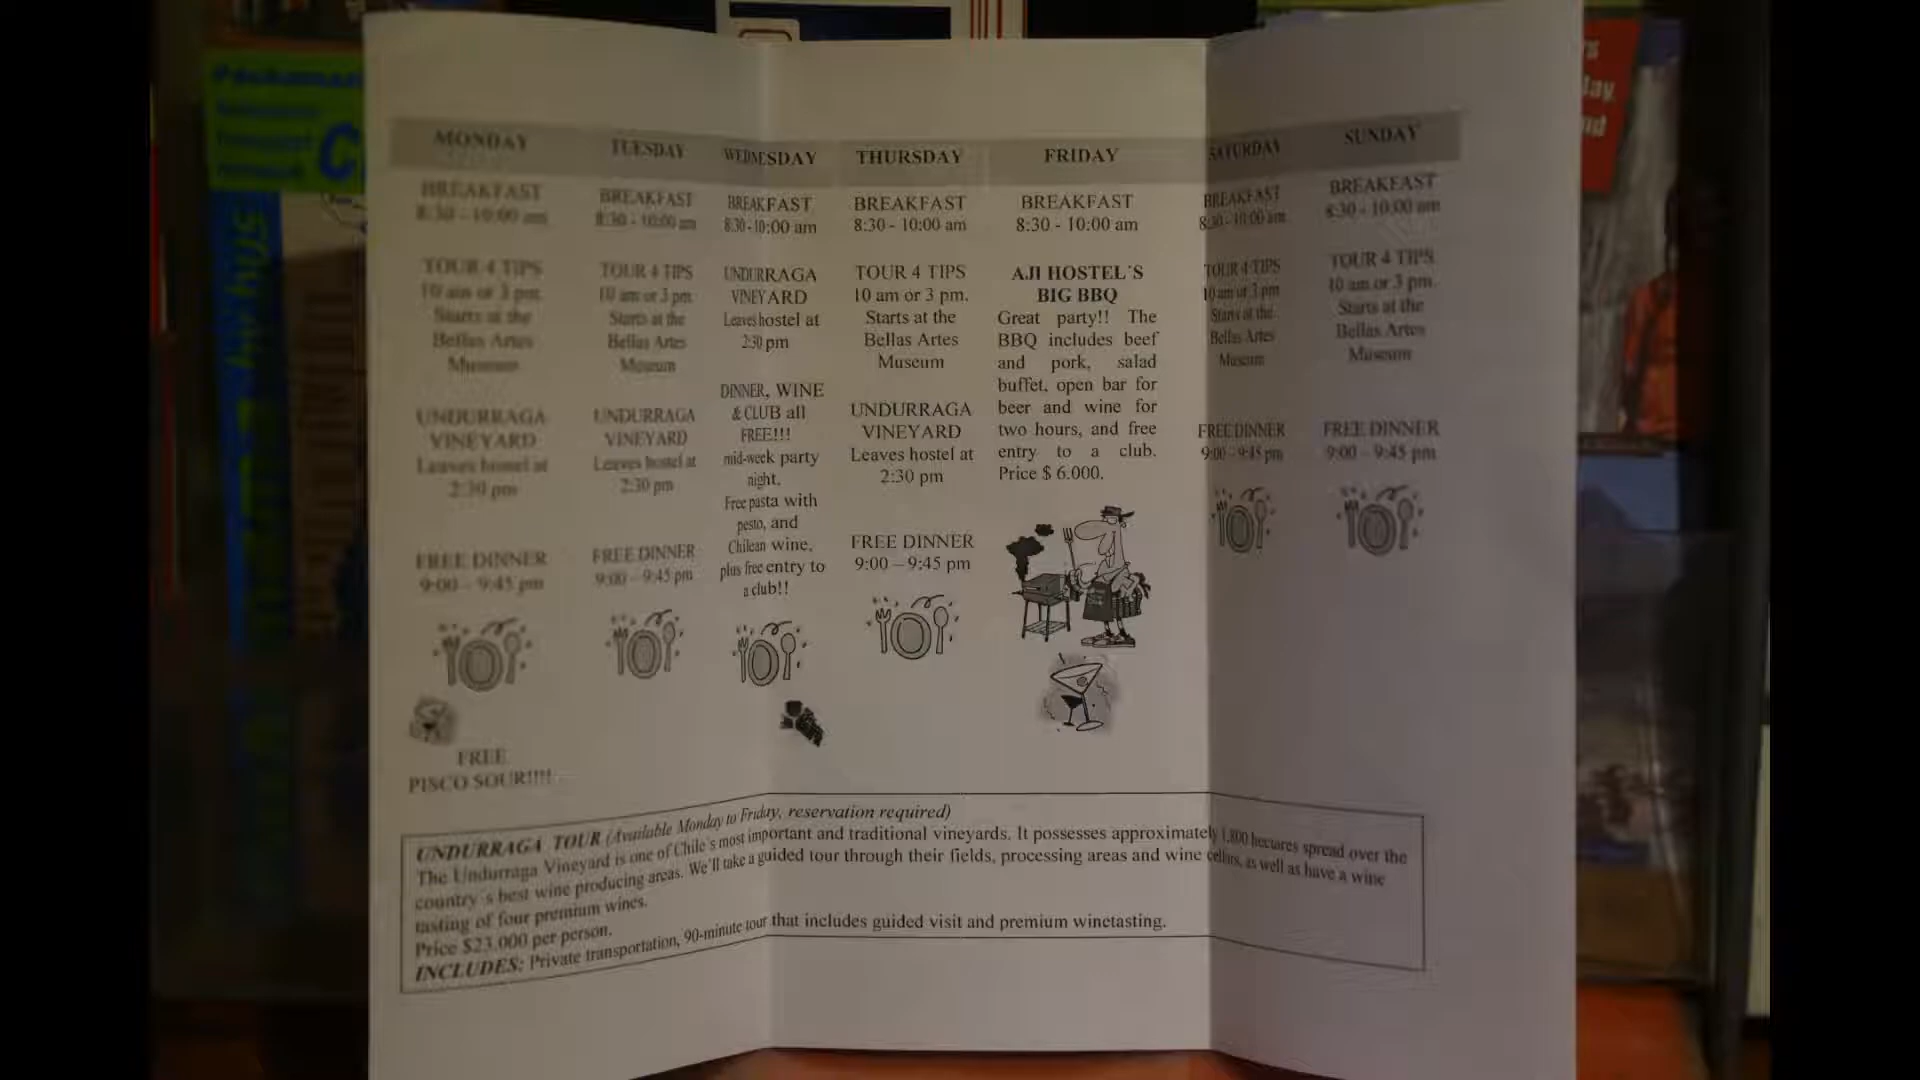 MONDAY
BREAKFAST
8:30 - 10:00 am
TOUR 4 TIPS
10 am or 3 pm.
Starts at the
Bellas Artes
Museum
UNDURRAGA
VINEYARD
Leaves hostel at
2:30 pm
FREE DINNER
9:00 - 9:45 pm
FREE
PISCO SOUR!!!!
TUESDAY
BREAKFAST
8:30 - 10:00 am
TOUR 4 TIPS
10 am or 3 pm.
Starts at the
Bellas Artes
Museum
UNDURRAGA
VINEYARD
Leaves hostel at
2:30 pm
FREE DINNER
9:00 - 9:45 pm
WEDNESDAY
BREAKFAST
8:30 - 10:00 am
UNDURRAGA
VINEYARD
Leaves hostel at
2:30 pm
DINNER, WINE
& CLUB all
FREE!!!
mid-week party
night.
Free pasta with
pesto, and
Chilean wine,
plus free entry to
a club!!
THURSDAY
BREAKFAST
8:30 - 10:00 am
TOUR 4 TIPS
10 am or 3 pm.
Starts at the
Bellas Artes
Museum
UNDURRAGA
VINEYARD
Leaves hostel at
2:30 pm
FREE DINNER
9:00 – 9:45 pm
FRIDAY
BREAKFAST
8:30 - 10:00 am
AJI HOSTEL´S
BIG BBQ
Great party!! The
BBQ includes beef
and pork, salad
buffet, open bar for
beer and wine for
two hours, and free
entry to a club.
Price $ 6.000.
SATURDAY
BREAKFAST
8:30 - 10:00 am
TOUR 4 TIPS
10 am or 3 pm
Starts at the
Bellas Artes
Museum
FREE DINNER
9:00 - 9:45 pm
SUNDAY
BREAKFAST
8:30 - 10:00 am
TOUR 4 TIPS
10 am or 3 pm.
Starts at the
Bellas Artes
Museum
FREE DINNER
9:00 - 9:45 pm
UNDURRAGA TOUR (Available Monday to Friday, reservation required)
The Undurraga Vineyard is one of Chile´s most important and traditional vineyards. It possesses approximately 1,800 hectares spread over the
country´s best wine producing areas. We´ll take a guided tour through their fields, processing areas and wine cellars, as well as have a wine
tasting of four premium wines.
Price $23.000 per person.
INCLUDES: Private transportation, 90-minute tour that includes guided visit and premium winetasting.